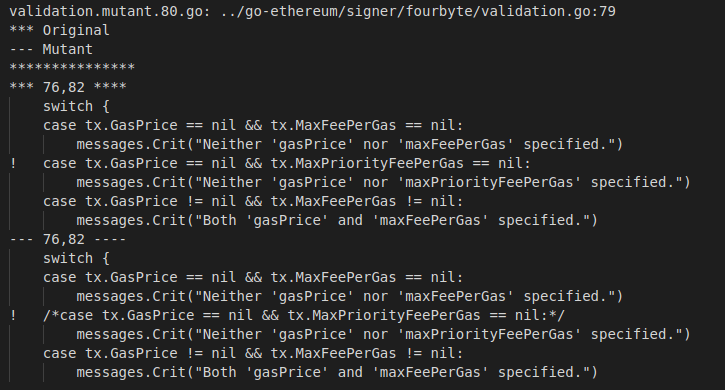 validation.mutant.80.go: ../go-ethereum/signer/fourbyte/validation.go:79
*** Original
--- Mutant
***************
*** 76,82 ****
switch {
case tx.GasPrice == nil && tx.MaxFeePerGas == nil:
messages.Crit("Neither 'gasPrice' nor 'maxFeePerGas' specified.")
! case tx.GasPrice == nil && tx.MaxPriorityFeePerGas == nil:
messages.Crit("Neither 'gasPrice' nor 'maxPriorityFeePerGas' specified.")
case tx.GasPrice != nil && tx.MaxFeePerGas != nil:
messages.Crit("Both 'gasPrice' and 'maxFeePerGas' specified.")
--- 76,82 ----
switch {
case tx.GasPrice == nil && tx.MaxFeePerGas == nil:
messages.Crit("Neither 'gasPrice' nor 'maxFeePerGas' specified.")
! /*case tx.GasPrice == nil && tx.MaxPriorityFeePerGas == nil:*/
messages.Crit("Neither 'gasPrice' nor 'maxPriorityFeePerGas' specified.")
case tx.GasPrice != nil && tx.MaxFeePerGas != nil:
messages.Crit("Both 'gasPrice' and 'maxFeePerGas' specified.")